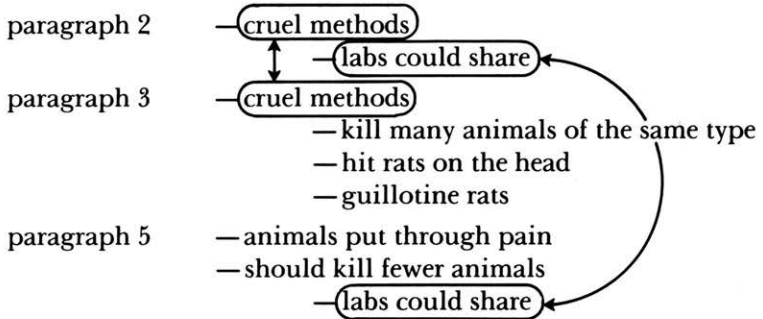 paragraph 2 — cruel methods
— labs could share
paragraph 3 — cruel methods
— kill many animals of the same type
— hit rats on the head
— guillotine rats
paragraph 5 — animals put through pain
— should kill fewer animals
— labs could share